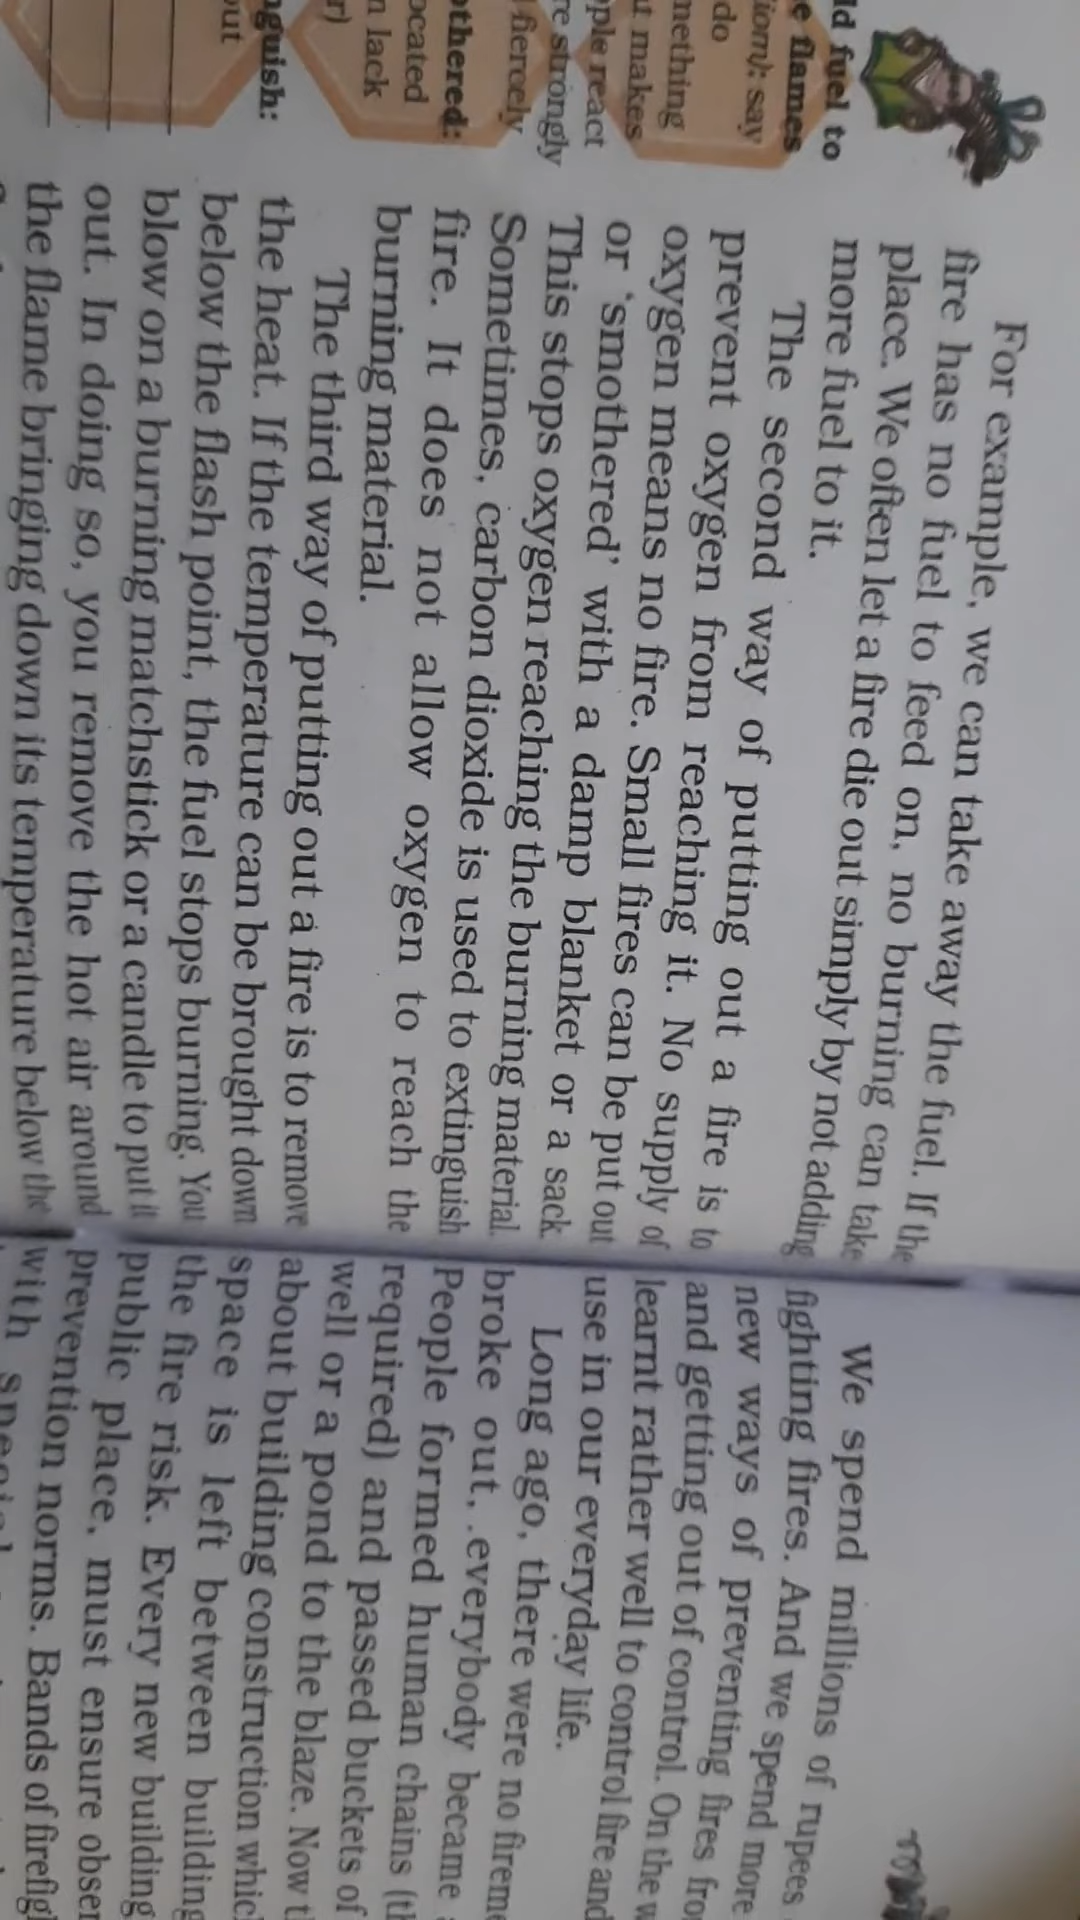 ld fuel to
e flames
iom): say
do
mething
t makes
ple react
re strongly
fiercely
othered:
ocated
n lack
r)
nguish:
out
For example, we can take away the fuel. If the
fire has no fuel to feed on, no burning can take
place. We often let a fire die out simply by not adding
more fuel to it.
The second way of putting out a fire is to
prevent oxygen from reaching it. No supply of
oxygen means no fire. Small fires can be put out
or ‘smothered’ with a damp blanket or a sack.
This stops oxygen reaching the burning material.
Sometimes, carbon dioxide is used to extinguish
fire. It does not allow oxygen to reach the
burning material.
The third way of putting out a fire is to remove
the heat. If the temperature can be brought down
below the flash point, the fuel stops burning. You
blow on a burning matchstick or a candle to put it
out. In doing so, you remove the hot air around
the flame bringing down its temperature below the
We spend millions of rupees
fighting fires. And we spend more
new ways of preventing fires fro
and getting out of control. On the w
learnt rather well to control fire and
use in our everyday life.
Long ago, there were no fireme
broke out, everybody became
People formed human chains (th
required) and passed buckets of
well or a pond to the blaze. Now t
about building construction whic
space is left between building
the fire risk. Every new building
public place, must ensure obser
prevention norms. Bands of firefig
with